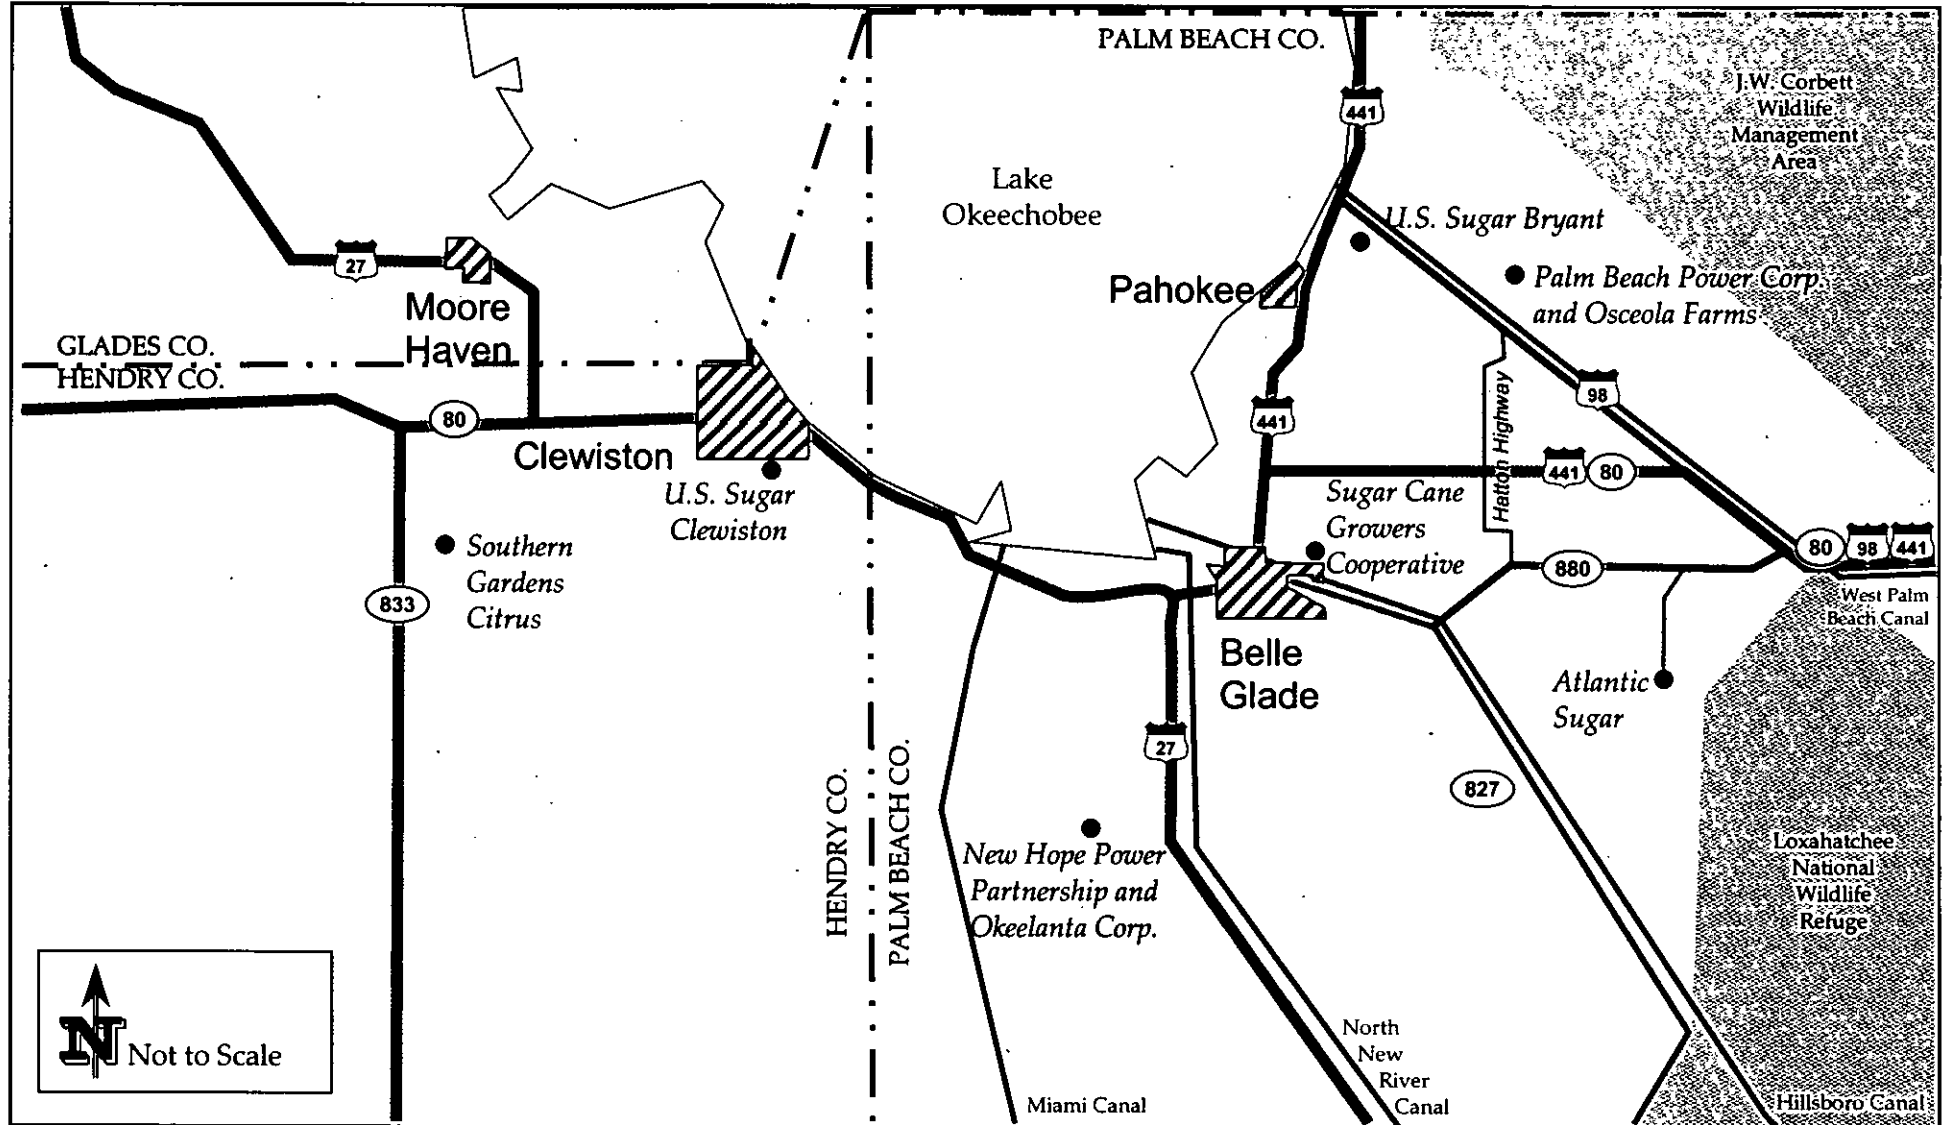 PALM BEACH CO.
441
J.W. Corbett
Wildlife
Management
Area
Lake
Okeechobee
U.S. Sugar Bryant
27
Pahokee
Palm Beach Power Corp.
and Osceola Farms
Moore
Haven
GLADES CO.
HENDRY CO.
98
80
441
Hatton Highway
Clewiston
441
80
U.S. Sugar
Clewiston
Sugar Cane
Growers
Cooperative
Southern
Gardens
Citrus
80
98
441
880
833
West Palm
Beach Canal
Belle
Glade
Atlantic
Sugar
27
827
HENDRY CO.
PALM BEACH CO.
New Hope Power
Partnership and
Okeelanta Corp.
Loxahatchee
National
Wildlife
Refuge
N
Not to Scale
North
New
River
Canal
Miami Canal
Hillsboro Canal